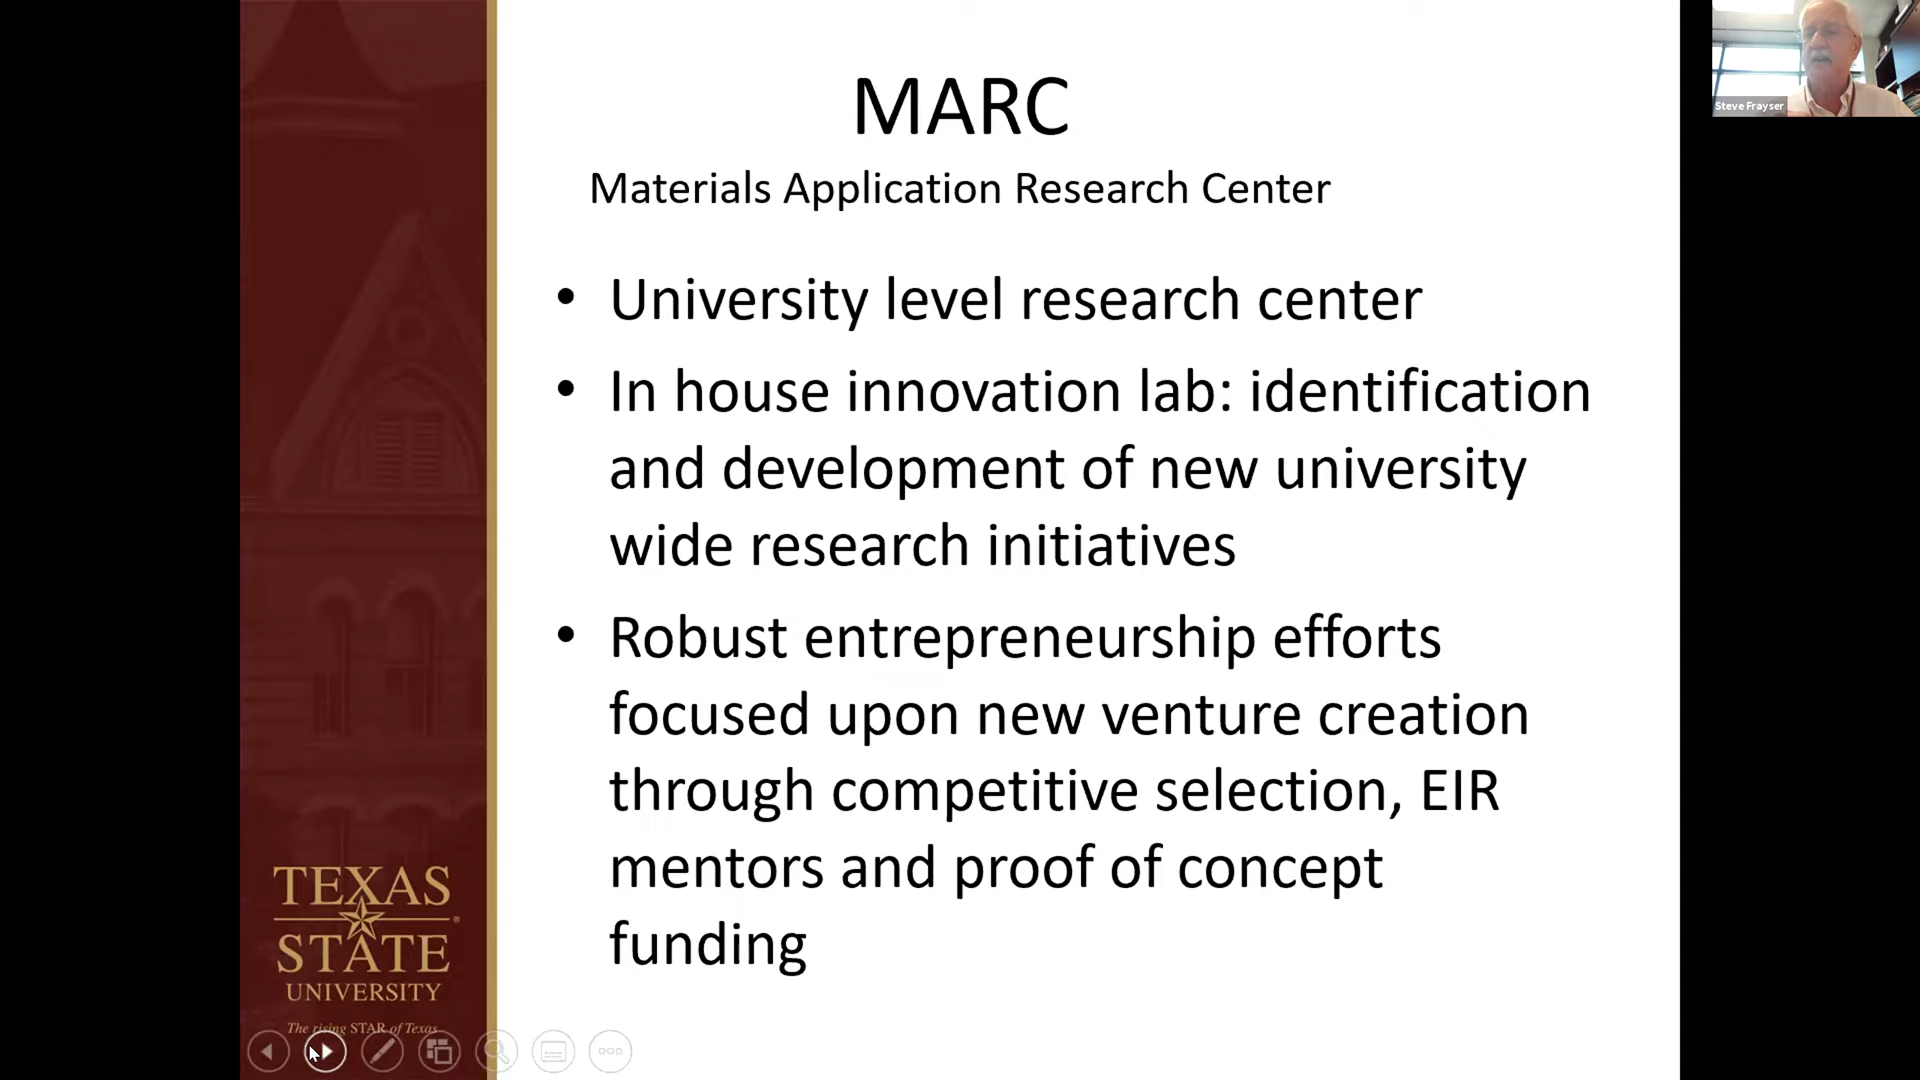 MARC
Materials Application Research Center
• University level research center
• In house innovation lab: identification
and development of new university
wide research initiatives
• Robust entrepreneurship efforts
focused upon new venture creation
through competitive selection, EIR
mentors and proof of concept
funding
TEXAS
STATE
®
UNIVERSITY
The rising STAR of Texas
Steve Frayser